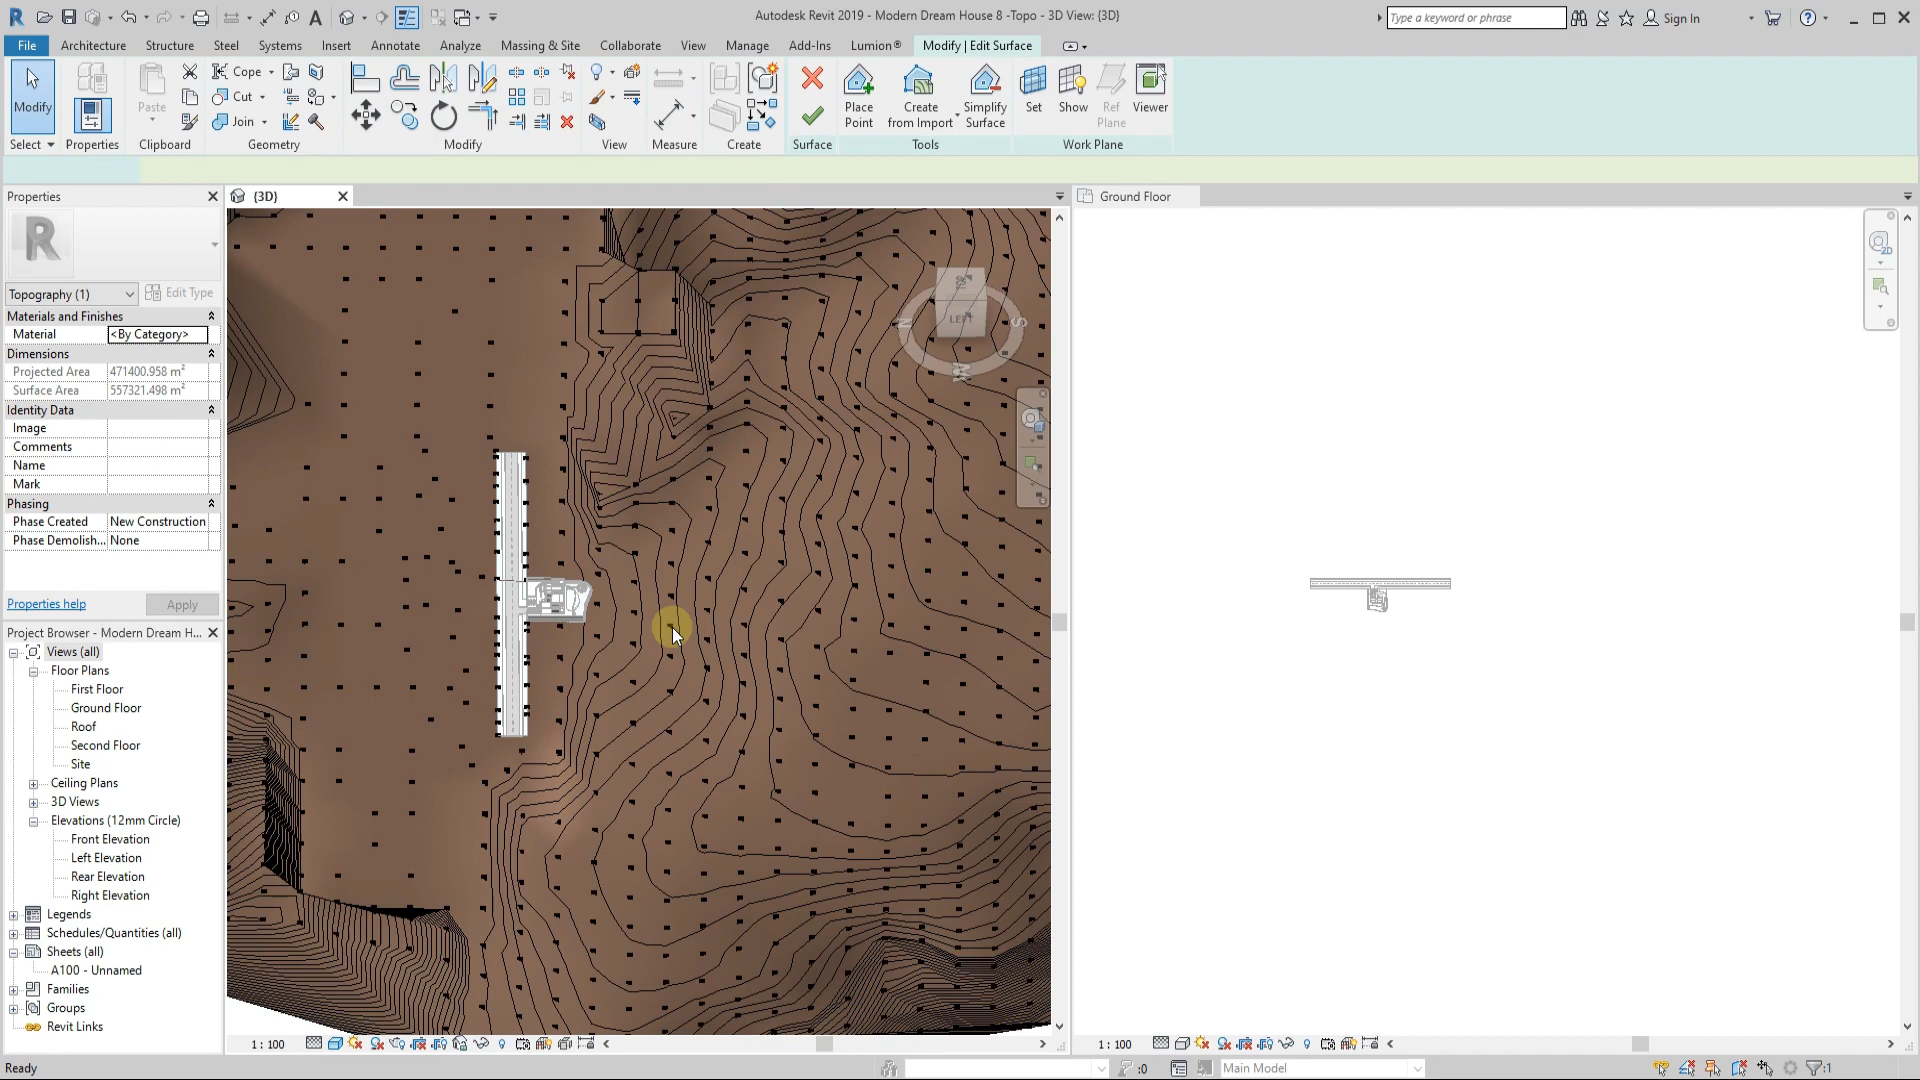 Autodesk Revit 2019 - Modern Dream House 8 -Topo - 3D View: {3D}
Type a keyword or phrase
Sign In
File Architecture Structure Steel Systems Insert Annotate Analyze Massing & Site Collaborate View Manage Add-Ins Lumion® Modify | Edit Surface
Modify
Paste
Cope
Cut
Join
Place Point
Create from Import
Simplify Surface
Set
Show
Ref Plane
Viewer
Select Properties Clipboard Geometry Modify View Measure Create Surface Tools Work Plane
Properties
{3D}
Ground Floor
R
Topography (1)
Edit Type
Materials and Finishes
Material <By Category>
Dimensions
Projected Area 471400.958 m²
Surface Area 557321.498 m²
Identity Data
Image
Comments
Name
Mark
Phasing
Phase Created New Construction
Phase Demolish... None
Properties help
Apply
LEFT
N
S
W
2D
Project Browser - Modern Dream H...
Views (all)
Floor Plans
First Floor
Ground Floor
Roof
Second Floor
Site
Ceiling Plans
3D Views
Elevations (12mm Circle)
Front Elevation
Left Elevation
Rear Elevation
Right Elevation
Legends
Schedules/Quantities (all)
Sheets (all)
A100 - Unnamed
Families
Groups
Revit Links
1 : 100
1 : 100
Ready
:0
Main Model
:1